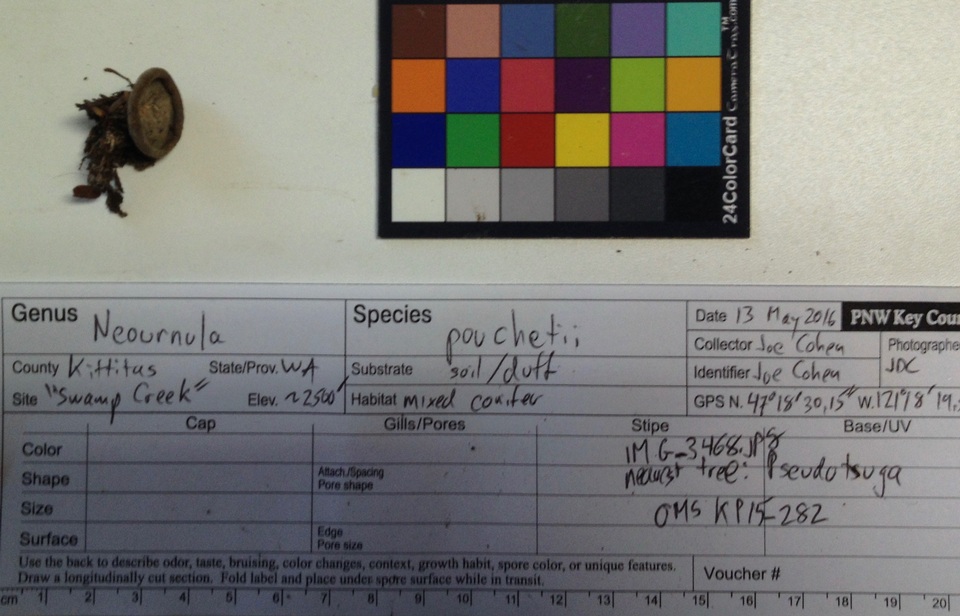 24ColorCard CameraTrax.com™
Genus Neournula Species pouchetii Date 13 May 2016 PNW Key Coun
Collector Joe Cohen Photographe
JDC
County Kittitas State/Prov. WA Substrate soil/duff Identifier Joe Cohen
Site "Swamp Creek" Elev. ~2500' Habitat mixed conifer GPS N. 47°18'30.15" W. 121°18'19.
Cap Gills/Pores Stipe Base/UV
Color IMG_3468.JPG
Shape Attach./Spacing
Pore shape nearest tree: Pseudotsuga
Size OMS KP15-282
Surface Edge
Pore size
Use the back to describe odor, taste, bruising, color changes, context, growth habit, spore color, or unique features.
Draw a longitudinally cut section. Fold label and place under spore surface while in transit.
Voucher #
cm 1 2 3 4 5 6 7 8 9 10 11 12 13 14 15 16 17 18 19 20